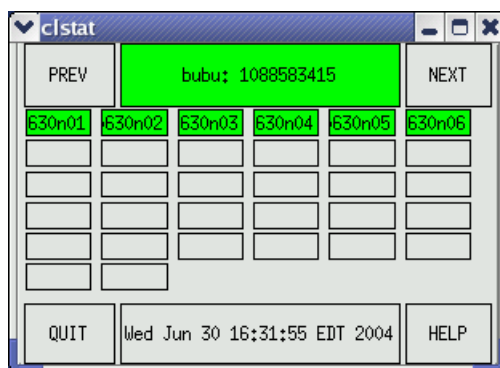 clstat
PREV bubu: 1088583415 NEXT
630n01 630n02 630n03 630n04 630n05 630n06
QUIT Wed Jun 30 16:31:55 EDT 2004 HELP